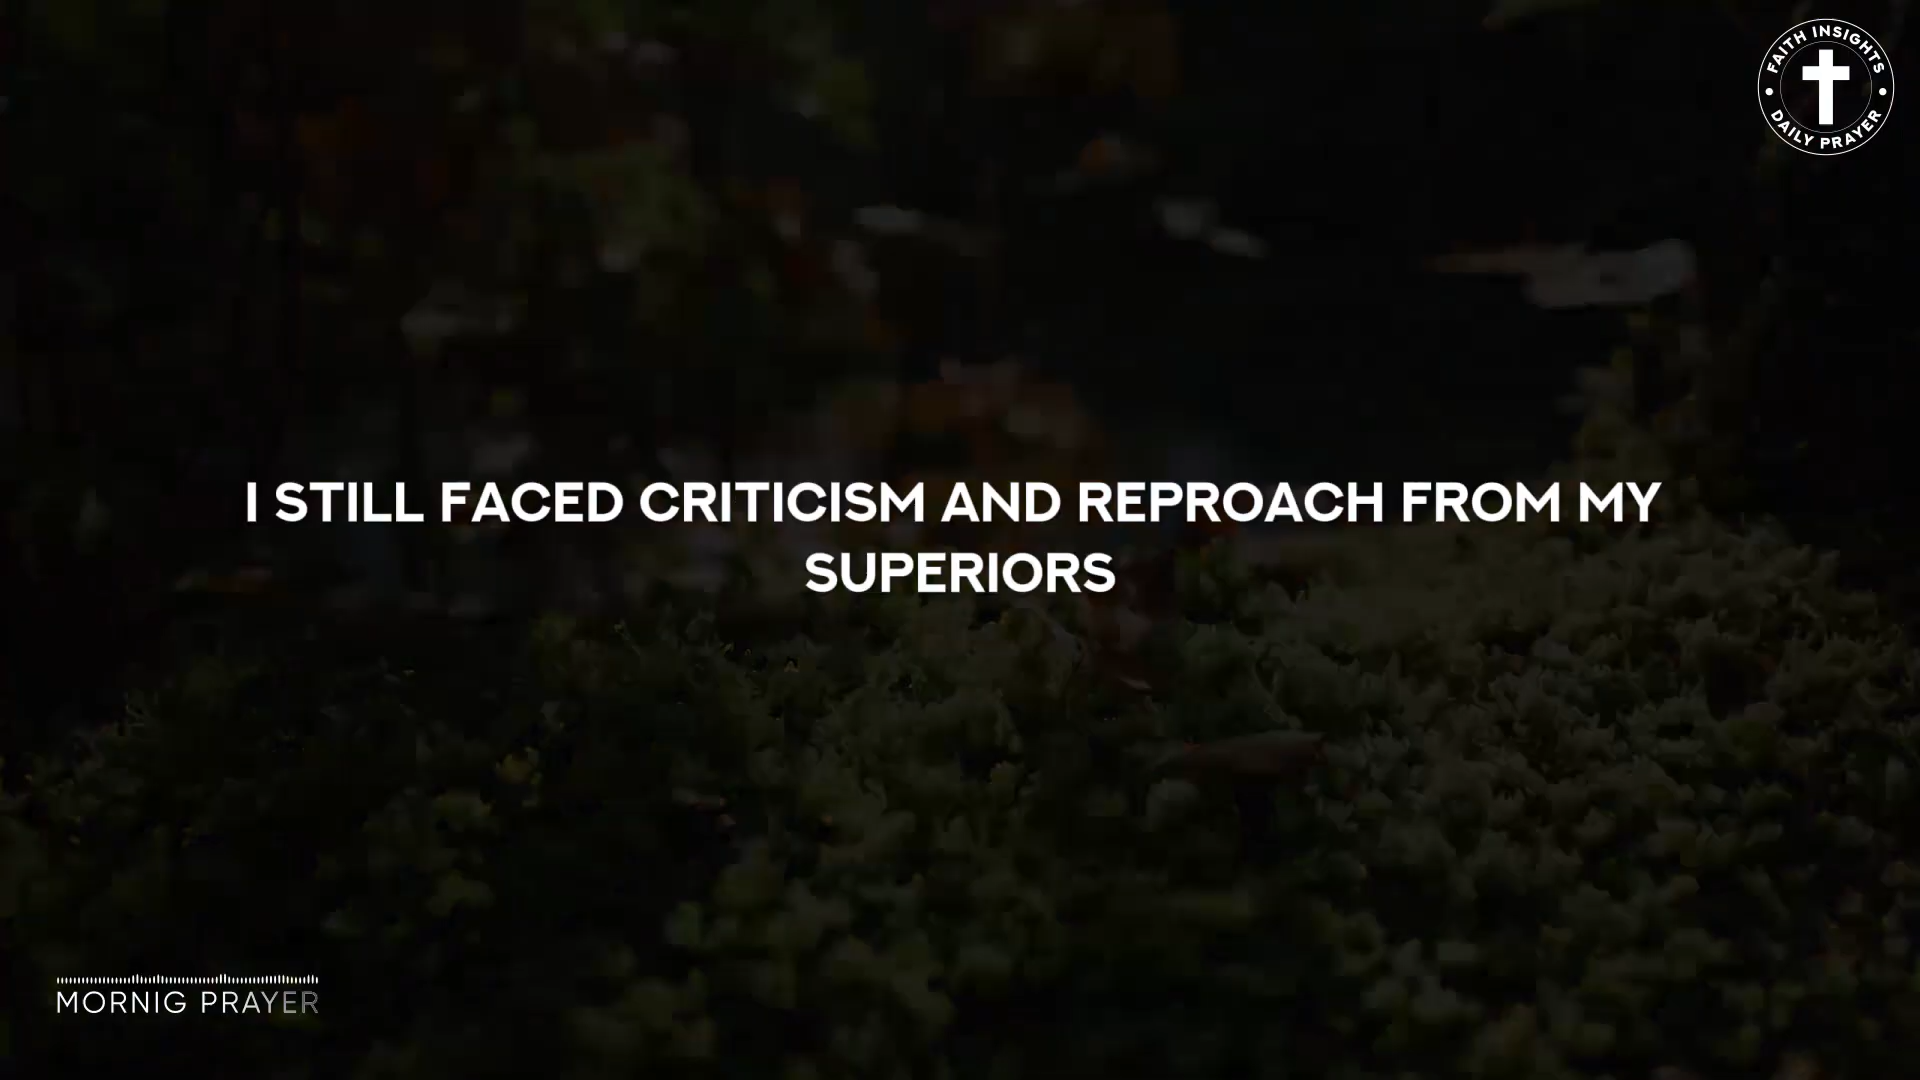 FAITH INSIGHTS
DAILY PRAYER
I STILL FACED CRITICISM AND REPROACH FROM MY
SUPERIORS
MORNIG PRAYER